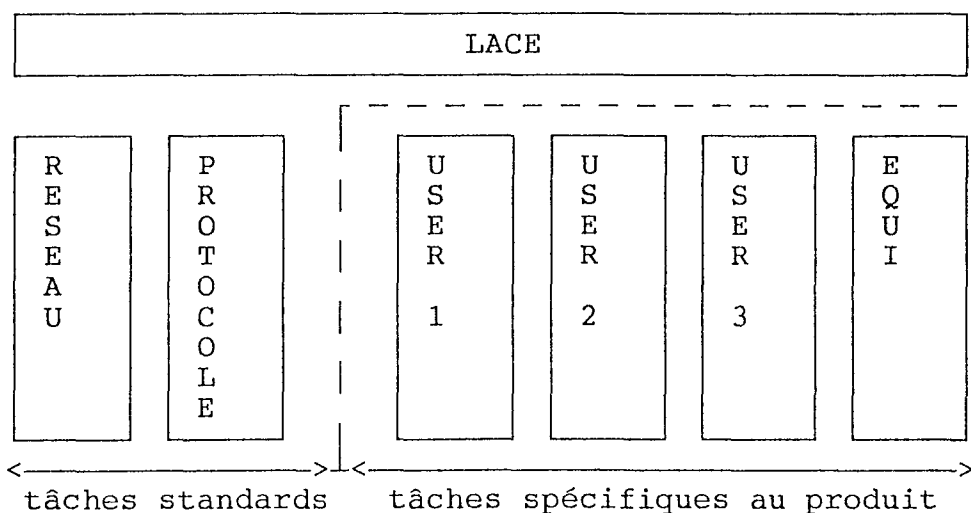 LACE
RESEAU
PROTOCOLE
USER 1
USER 2
USER 3
EQUI
tâches standards
tâches spécifiques au produit